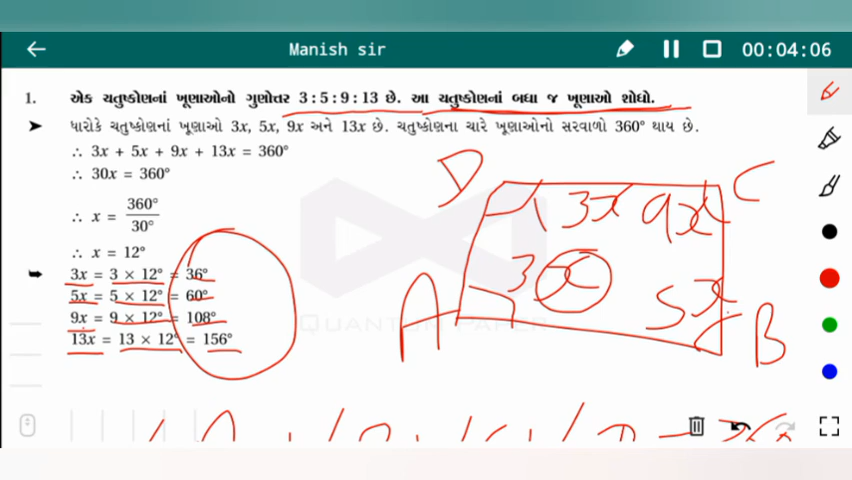 Manish sir
00:04:06
1. એક ચતુષ્કોણનાં ખૂણાઓનો ગુણોત્તર 3 : 5 : 9 : 13 છે. આ ચતુષ્કોણનાં બધા જ ખૂણાઓ શોધો.
➤ ધારોકે ચતુષ્કોણનાં ખૂણાઓ 3x, 5x, 9x અને 13x છે. ચતુષ્કોણના ચારે ખૂણાઓનો સરવાળો 360° થાય છે.
∴ 3x + 5x + 9x + 13x = 360°
∴ 30x = 360°
∴ x = 360° / 30°
∴ x = 12°
➥ 3x = 3 × 12° = 36°
5x = 5 × 12° = 60°
9x = 9 × 12° = 108°
13x = 13 × 12° = 156°
D C
13x 9x
3x 5x
A B
QUANTUM PAPER